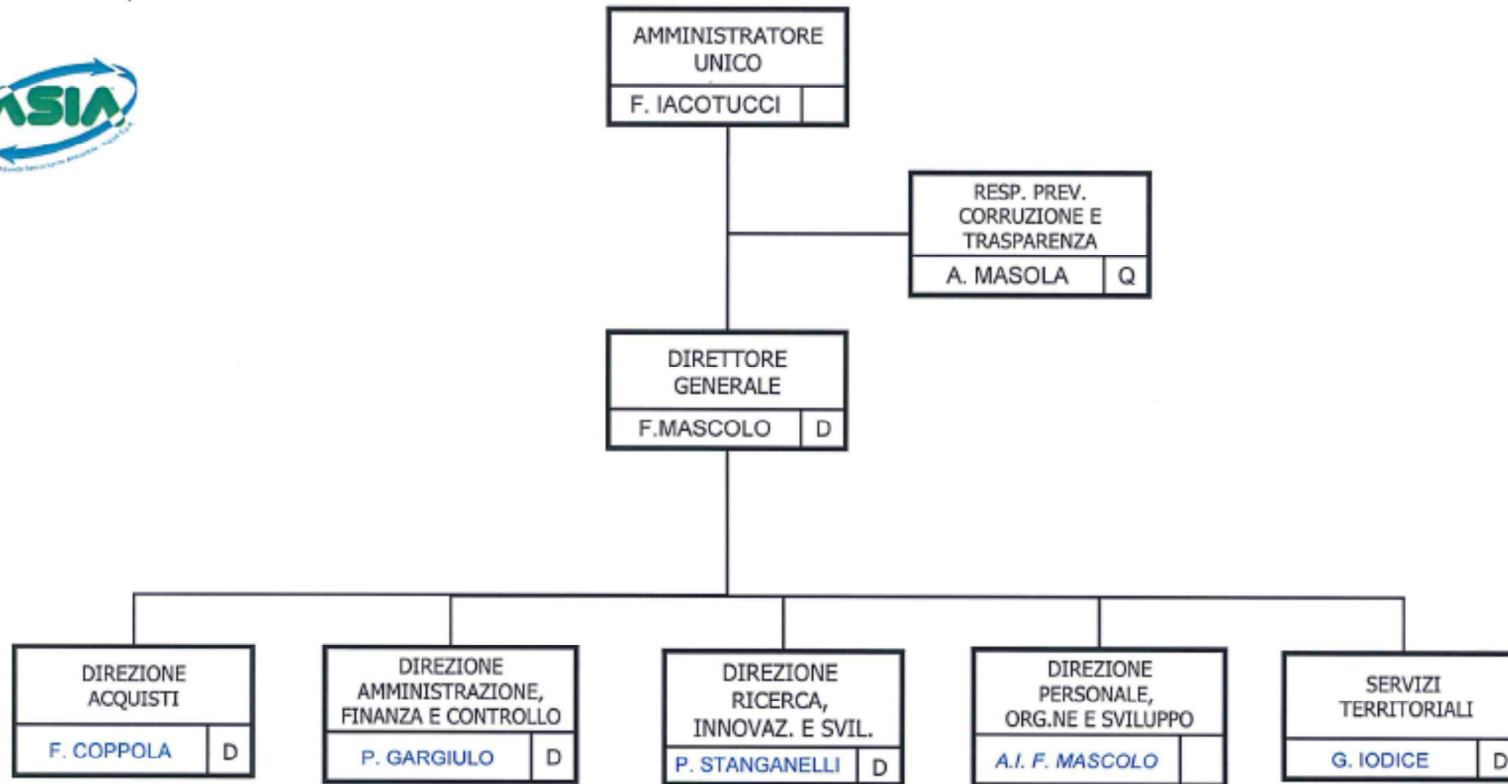 AMMINISTRATORE
UNICO
F. IACOTUCCI
ASIA
RESP. PREV.
CORRUZIONE E
TRASPARENZA
A. MASOLA Q
DIRETTORE
GENERALE
F.MASCOLO D
DIREZIONE
ACQUISTI
F. COPPOLA D
DIREZIONE
AMMINISTRAZIONE,
FINANZA E CONTROLLO
P. GARGIULO D
DIREZIONE
RICERCA,
INNOVAZ. E SVIL.
P. STANGANELLI D
DIREZIONE
PERSONALE,
ORG.NE E SVILUPPO
A.I. F. MASCOLO
SERVIZI
TERRITORIALI
G. IODICE D